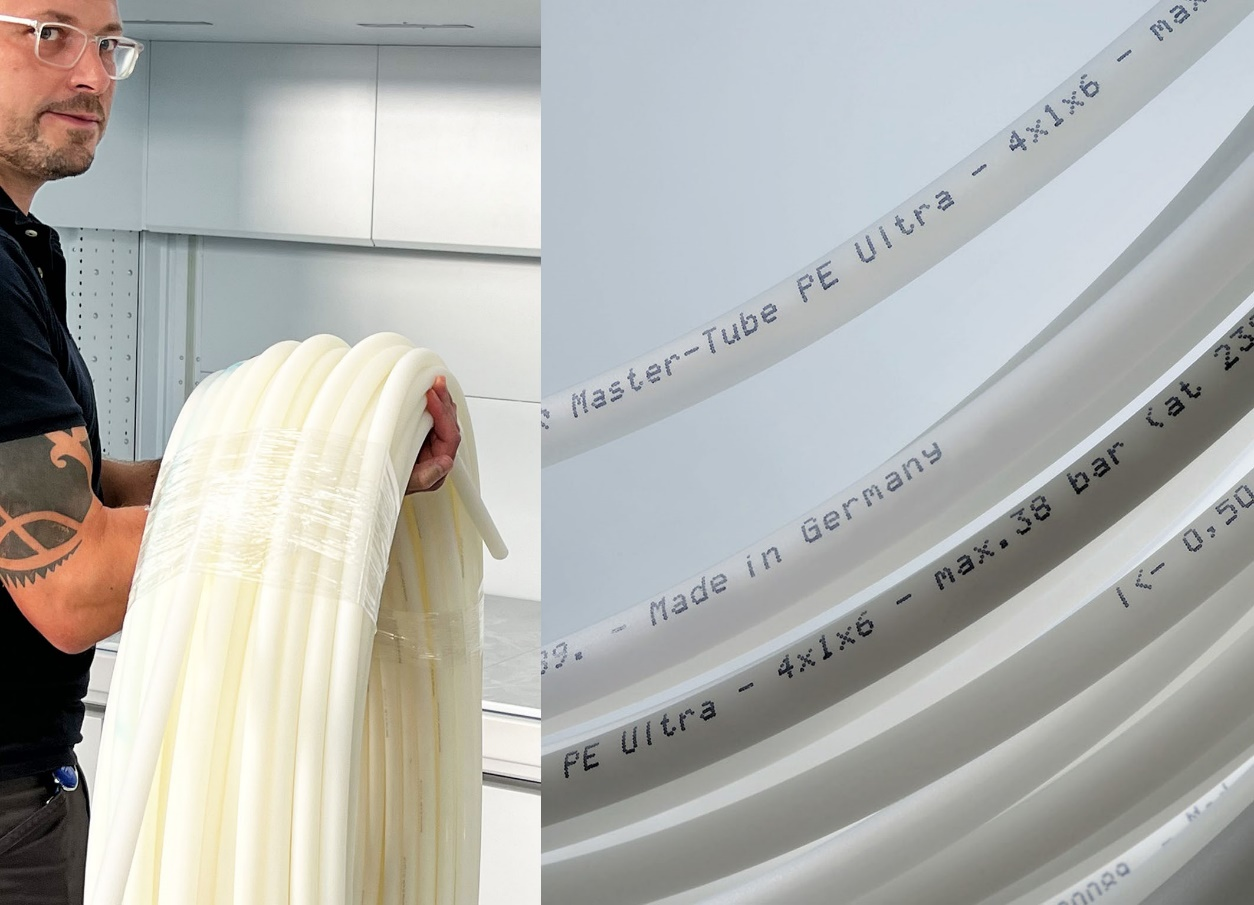 Master-Tube PE Ultra - 4x1x6 - max
89. - Made in Germany
PE Ultra - 4x1x6 - max.38 bar (at 23
|<- 0,50